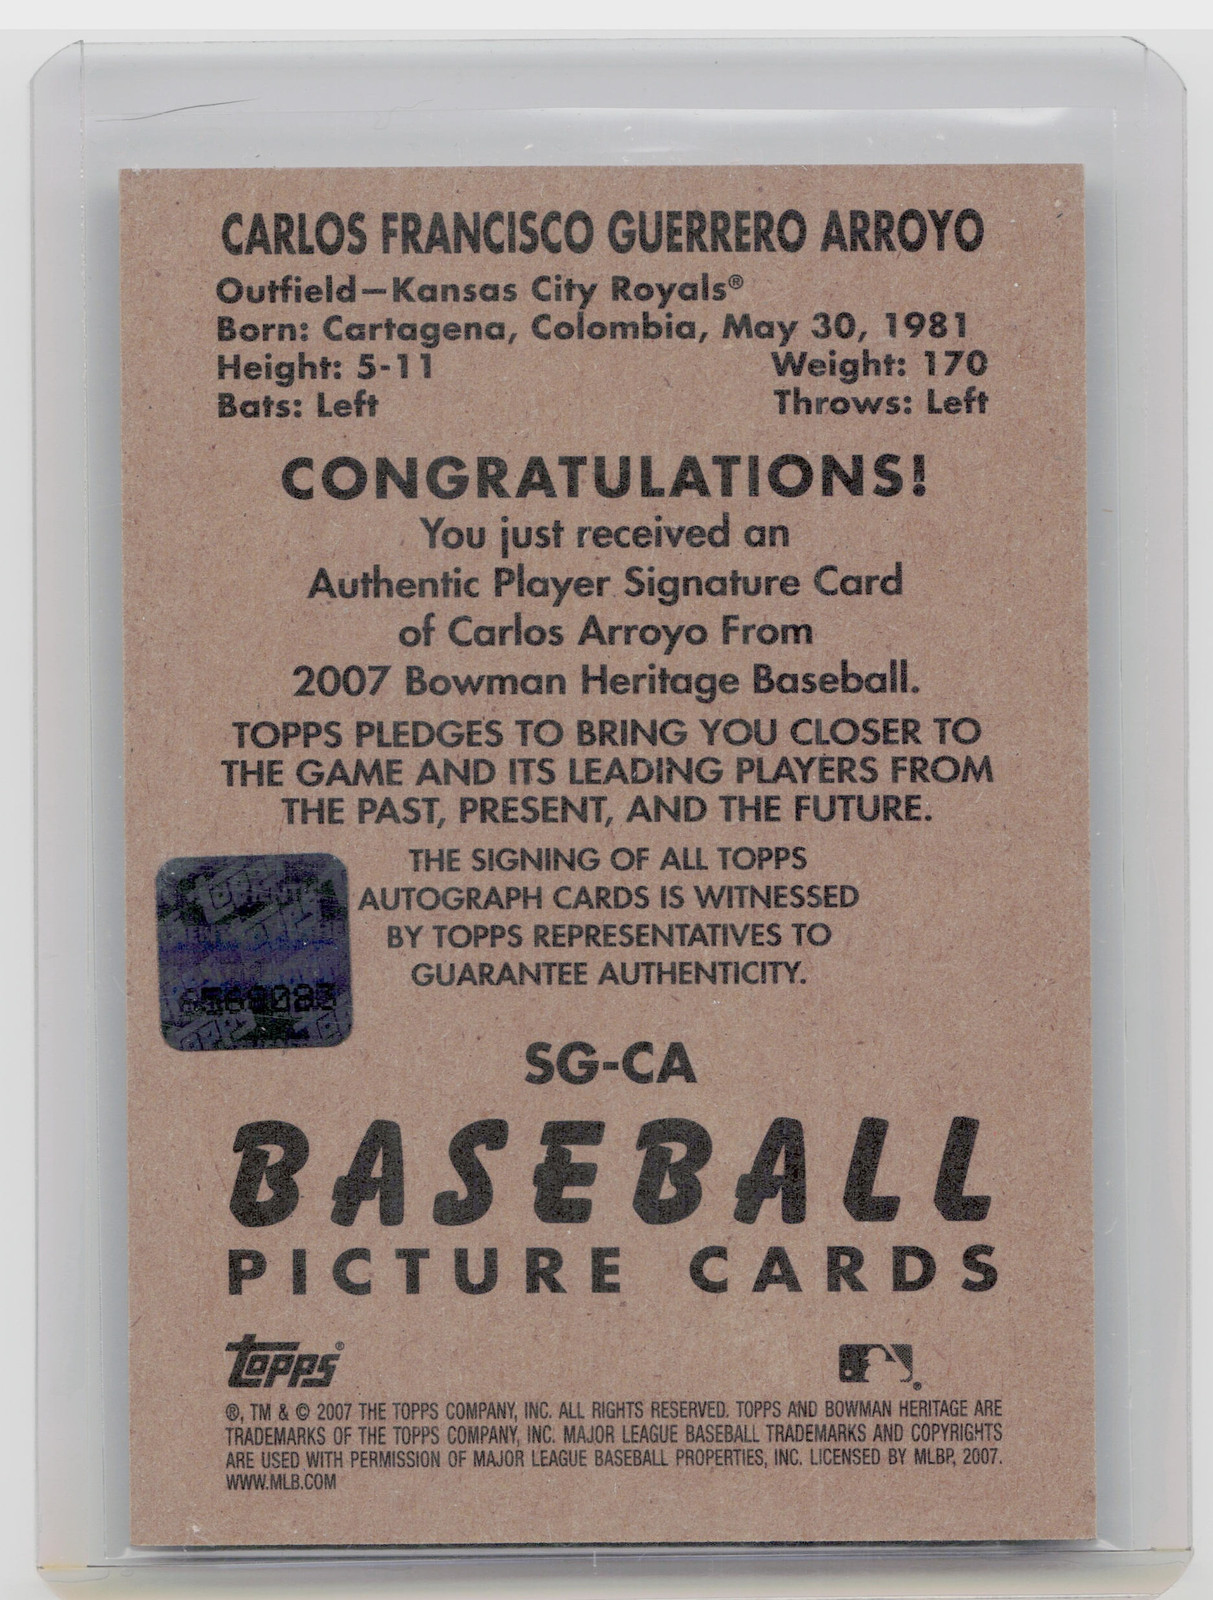 CARLOS FRANCISCO GUERRERO ARROYO
Outfield—Kansas City Royals®
Born: Cartagena, Colombia, May 30, 1981
Height: 5-11 Weight: 170
Bats: Left Throws: Left
CONGRATULATIONS!
You just received an
Authentic Player Signature Card
of Carlos Arroyo From
2007 Bowman Heritage Baseball.
TOPPS PLEDGES TO BRING YOU CLOSER TO
THE GAME AND ITS LEADING PLAYERS FROM
THE PAST, PRESENT, AND THE FUTURE.
THE SIGNING OF ALL TOPPS
AUTOGRAPH CARDS IS WITNESSED
BY TOPPS REPRESENTATIVES TO
GUARANTEE AUTHENTICITY.
SG-CA
BASEBALL
PICTURE CARDS
topps®
®, TM & © 2007 THE TOPPS COMPANY, INC. ALL RIGHTS RESERVED. TOPPS AND BOWMAN HERITAGE ARE
TRADEMARKS OF THE TOPPS COMPANY, INC. MAJOR LEAGUE BASEBALL TRADEMARKS AND COPYRIGHTS
ARE USED WITH PERMISSION OF MAJOR LEAGUE BASEBALL PROPERTIES, INC. LICENSED BY MLBP, 2007.
WWW.MLB.COM